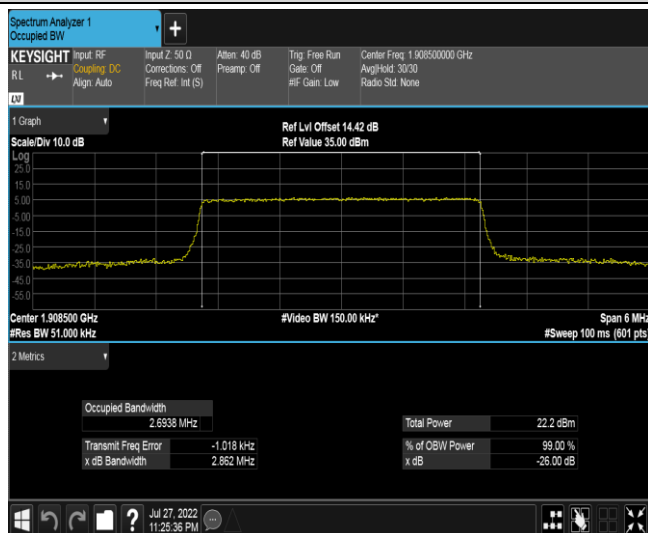 Spectrum Analyzer 1
Occupied BW
+
KEYSIGHT Input: RF Input Z: 50 Ω Atten: 40 dB Trig: Free Run Center Freq: 1.908500000 GHz
RL Coupling: DC Corrections: Off Preamp: Off Gate: Off Avg|Hold: 30/30
Align: Auto Freq Ref: Int (S) #IF Gain: Low Radio Std: None
LXI
1 Graph Ref Lvl Offset 14.42 dB
Scale/Div 10.0 dB Ref Value 35.00 dBm
Log
25.0
15.0
5.00
-5.00
-15.0
-25.0
-35.0
-45.0
-55.0
Center 1.908500 GHz #Video BW 150.00 kHz* Span 6 MHz
#Res BW 51.000 kHz #Sweep 100 ms (601 pts)
2 Metrics
Occupied Bandwidth
2.6938 MHz Total Power 22.2 dBm
Transmit Freq Error -1.018 kHz % of OBW Power 99.00 %
x dB Bandwidth 2.862 MHz x dB -26.00 dB
? Jul 27, 2022
11:25:36 PM